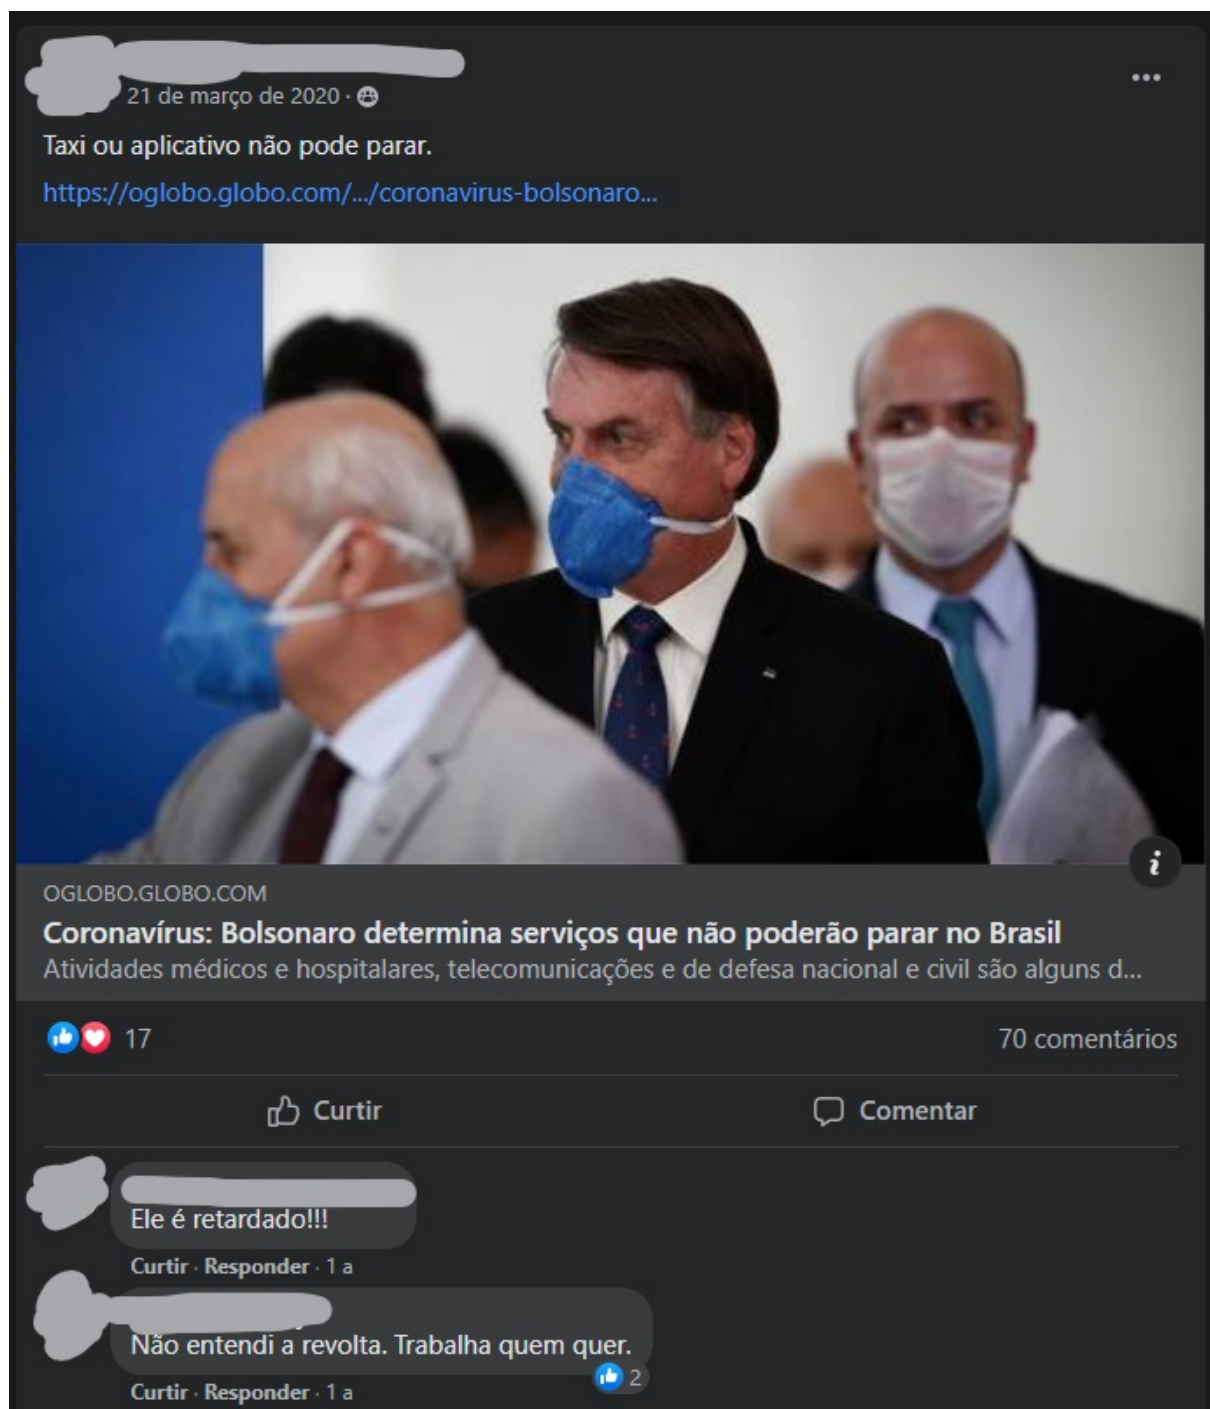 21 de março de 2020 ·
Taxi ou aplicativo não pode parar.
https://oglobo.globo.com/.../coronavirus-bolsonaro...
OGLOBO.GLOBO.COM
Coronavírus: Bolsonaro determina serviços que não poderão parar no Brasil
Atividades médicos e hospitalares, telecomunicações e de defesa nacional e civil são alguns d...
17
70 comentários
Curtir
Comentar
Ele é retardado!!!
Curtir · Responder · 1 a
Não entendi a revolta. Trabalha quem quer.
2
Curtir · Responder · 1 a